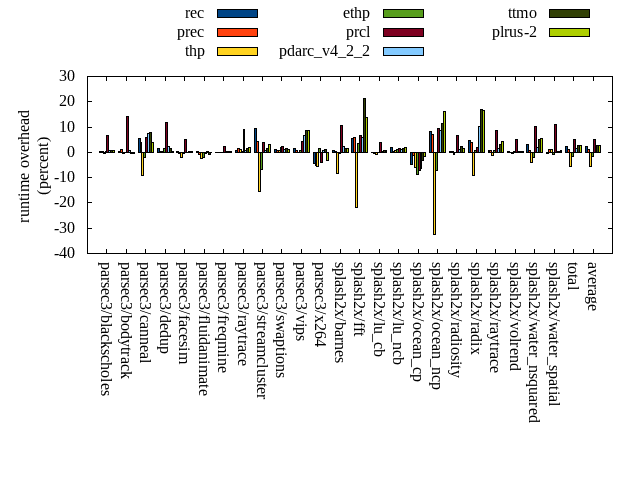 rec
prec
thp
ethp
prcl
pdarc_v4_2_2
ttmo
plrus-2
runtime overhead
(percent)
30
20
10
0
-10
-20
-30
-40
parsec3/blackscholes
parsec3/bodytrack
parsec3/canneal
parsec3/dedup
parsec3/facesim
parsec3/fluidanimate
parsec3/freqmine
parsec3/raytrace
parsec3/streamcluster
parsec3/swaptions
parsec3/vips
parsec3/x264
splash2x/barnes
splash2x/fft
splash2x/lu_cb
splash2x/lu_ncb
splash2x/ocean_cp
splash2x/ocean_ncp
splash2x/radiosity
splash2x/radix
splash2x/raytrace
splash2x/volrend
splash2x/water_nsquared
splash2x/water_spatial
total
average